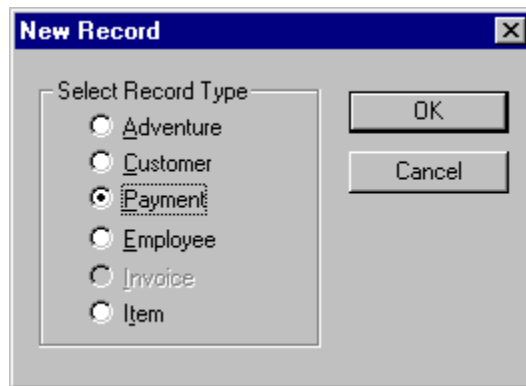 New Record
Select Record Type
Adventure
Customer
Payment
Employee
Invoice
Item
OK
Cancel